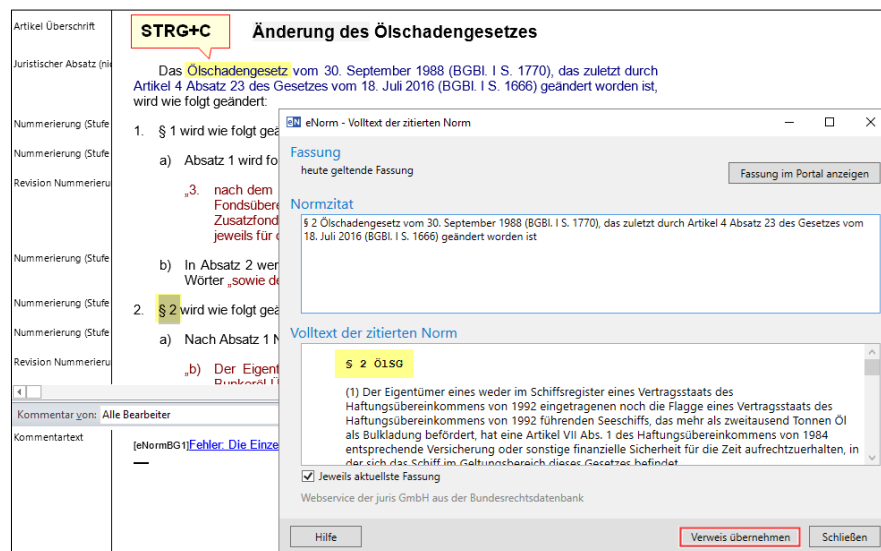 Artikel Überschrift
STRG+C
Änderung des Ölschadengesetzes
Juristischer Absatz
Das Ölschadengesetz vom 30. September 1988 (BGBl. I S. 1770), das zuletzt durch
Artikel 4 Absatz 23 des Gesetzes vom 18. Juli 2016 (BGBl. I S. 1666) geändert worden ist,
wird wie folgt geändert:
Nummerierung (Stufe
1. § 1 wird wie folgt geä
Nummerierung (Stufe
a) Absatz 1 wird fo
Revision Nummerieru
„3. nach dem
Fondsübere
Zusatzfond
jeweils für
Nummerierung (Stufe
b) In Absatz 2 wer
Wörter „sowie de
Nummerierung (Stufe
2. § 2 wird wie folgt geä
Nummerierung (Stufe
a) Nach Absatz 1 N
Revision Nummerieru
„b) Der Eigent
Kommentar von: Alle Bearbeiter
Kommentartext
[eNormBG1]Fehler: Die Einze
eN eNorm - Volltext der zitierten Norm
Fassung
heute geltende Fassung
Fassung im Portal anzeigen
Normzitat
§ 2 Ölschadengesetz vom 30. September 1988 (BGBl. I S. 1770), das zuletzt durch Artikel 4 Absatz 23 des Gesetzes vom
18. Juli 2016 (BGBl. I S. 1666) geändert worden ist
Volltext der zitierten Norm
§ 2 ÖlSG
(1) Der Eigentümer eines weder im Schiffsregister eines Vertragsstaats des
Haftungsübereinkommens von 1992 eingetragenen noch die Flagge eines Vertragsstaats des
Haftungsübereinkommens von 1992 führenden Seeschiffs, das mehr als zweitausend Tonnen Öl
als Bulkladung befördert, hat eine Artikel VII Abs. 1 des Haftungsübereinkommens von 1984
entsprechende Versicherung oder sonstige finanzielle Sicherheit für die Zeit aufrechtzuerhalten, in
der sich das Schiff im Geltungsbereich dieses Gesetzes befindet
Jeweils aktuellste Fassung
Webservice der juris GmbH aus der Bundesrechtsdatenbank
Hilfe
Verweis übernehmen
Schließen